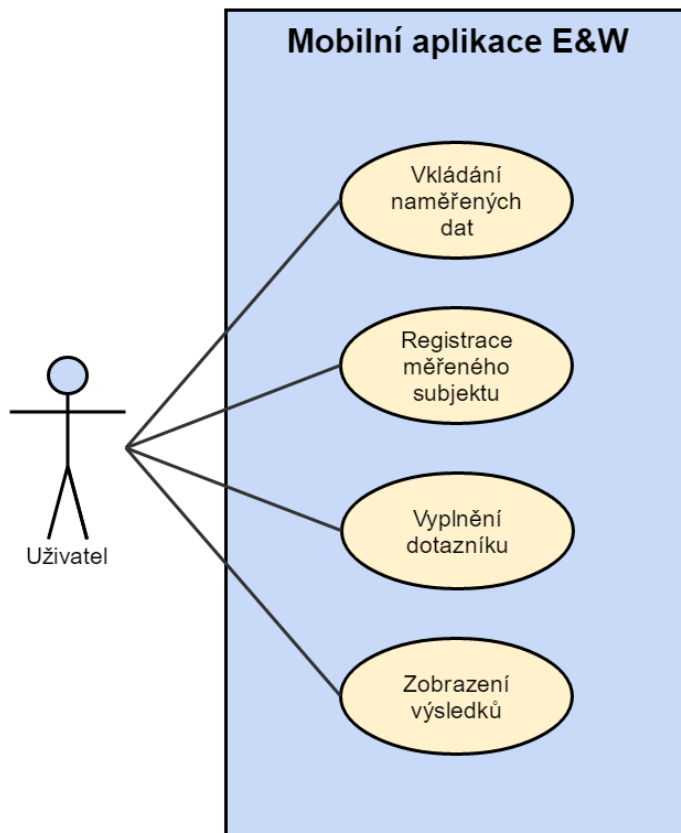 Mobilní aplikace E&W
Vkládání
naměřených
dat
Registrace
měřeného
subjektu
Vyplnění
dotazníku
Zobrazení
výsledků
Uživatel